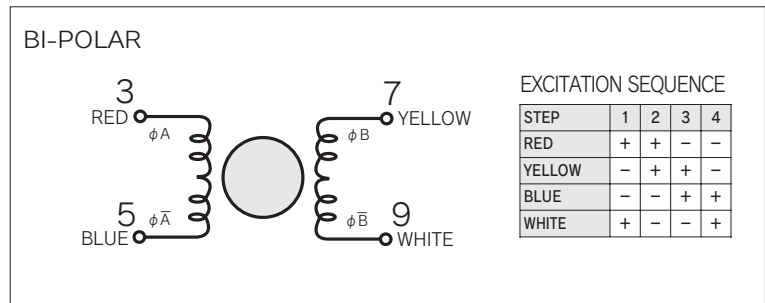 BI-POLAR
3
RED
φA
5
φA̅
BLUE
7
YELLOW
φB
9
φB̅
WHITE
EXCITATION SEQUENCE
STEP 1 2 3 4
RED + + − −
YELLOW − + + −
BLUE − − + +
WHITE + − − +